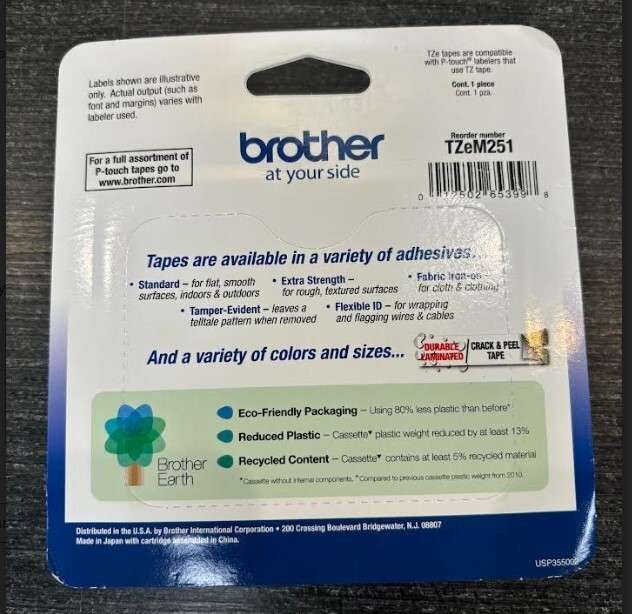 Labels shown are illustrative
only. Actual output (such as
font and margins) varies with
labeler used.
TZe tapes are compatible
with P-touch® labelers that
use TZ tape.
Cont. 1 piece
Cont. 1 pza.
For a full assortment of
P-touch tapes go to
www.brother.com
brother
at your side
Reorder number
TZeM251
0 12502 65399 8
Tapes are available in a variety of adhesives...
• Standard – for flat, smooth
surfaces, indoors & outdoors
• Extra Strength –
for rough, textured surfaces
• Fabric Iron-on –
for cloth & clothing
• Tamper-Evident – leaves a
telltale pattern when removed
• Flexible ID – for wrapping
and flagging wires & cables
And a variety of colors and sizes...
DURABLE
LAMINATED
CRACK & PEEL
TAPE
Brother
Earth
Eco-Friendly Packaging – Using 80% less plastic than before*
Reduced Plastic – Cassette▼ plastic weight reduced by at least 13%
Recycled Content – Cassette▼ contains at least 5% recycled material
▼Cassette without internal components. *Compared to previous cassette plastic weight from 2010.
Distributed in the U.S.A. by Brother International Corporation • 200 Crossing Boulevard Bridgewater, N.J. 08807
Made in Japan with cartridge assembled in China.